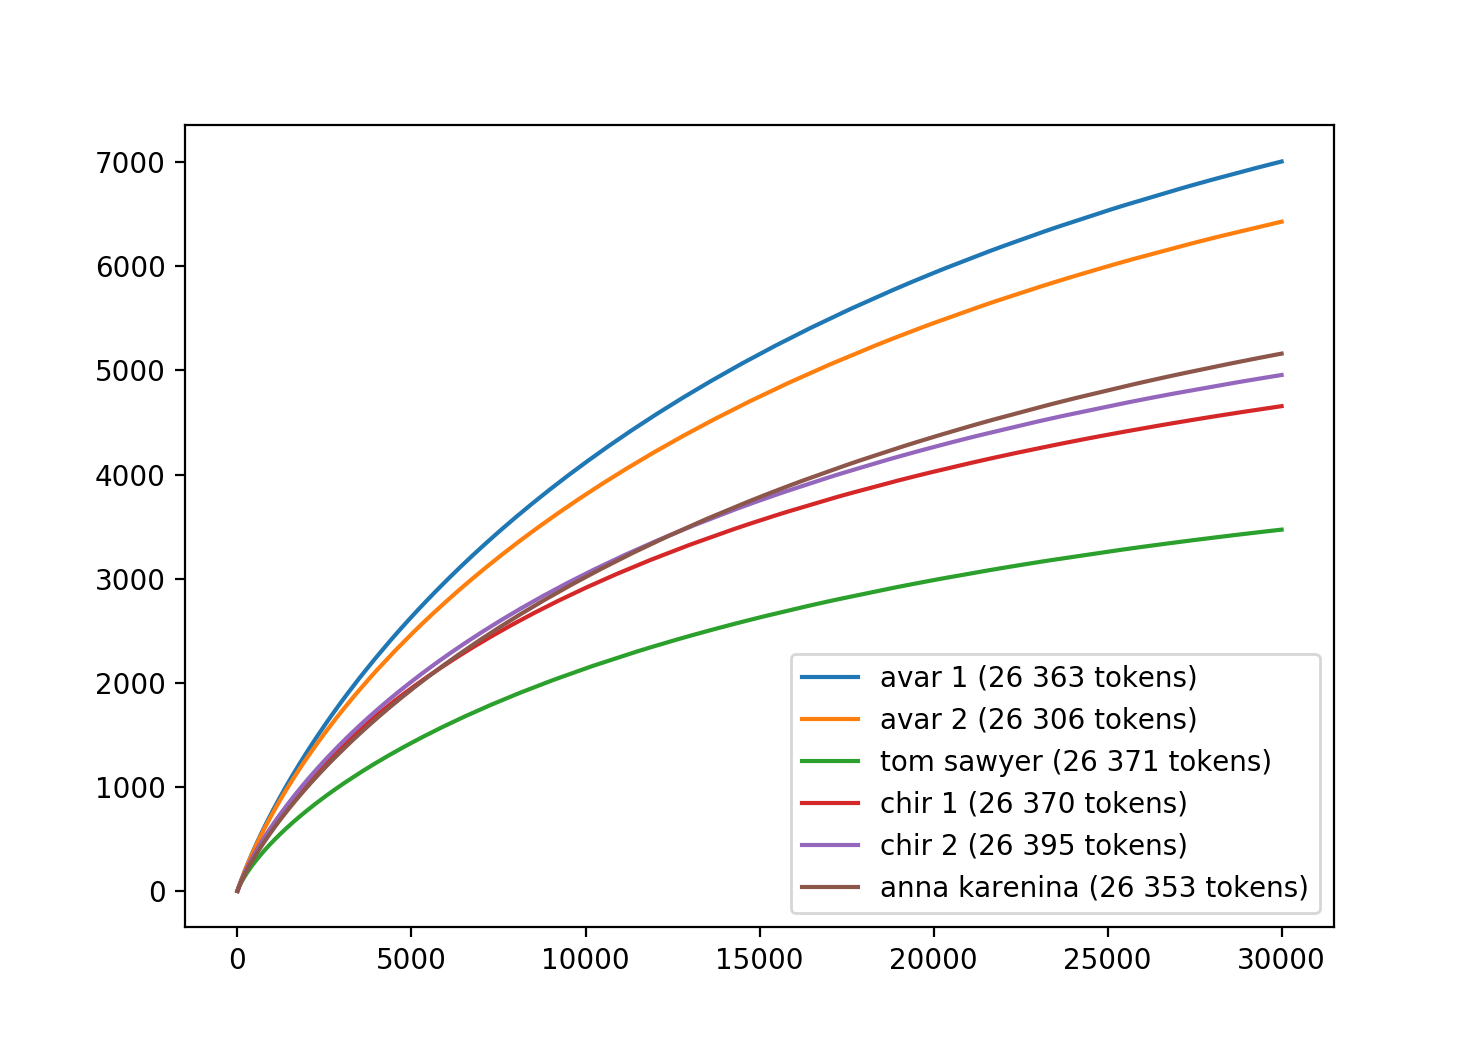 7000
6000
5000
4000
3000
2000
1000
0
avar 1 (26 363 tokens)
avar 2 (26 306 tokens)
tom sawyer (26 371 tokens)
chir 1 (26 370 tokens)
chir 2 (26 395 tokens)
anna karenina (26 353 tokens)
0 5000 10000 15000 20000 25000 30000